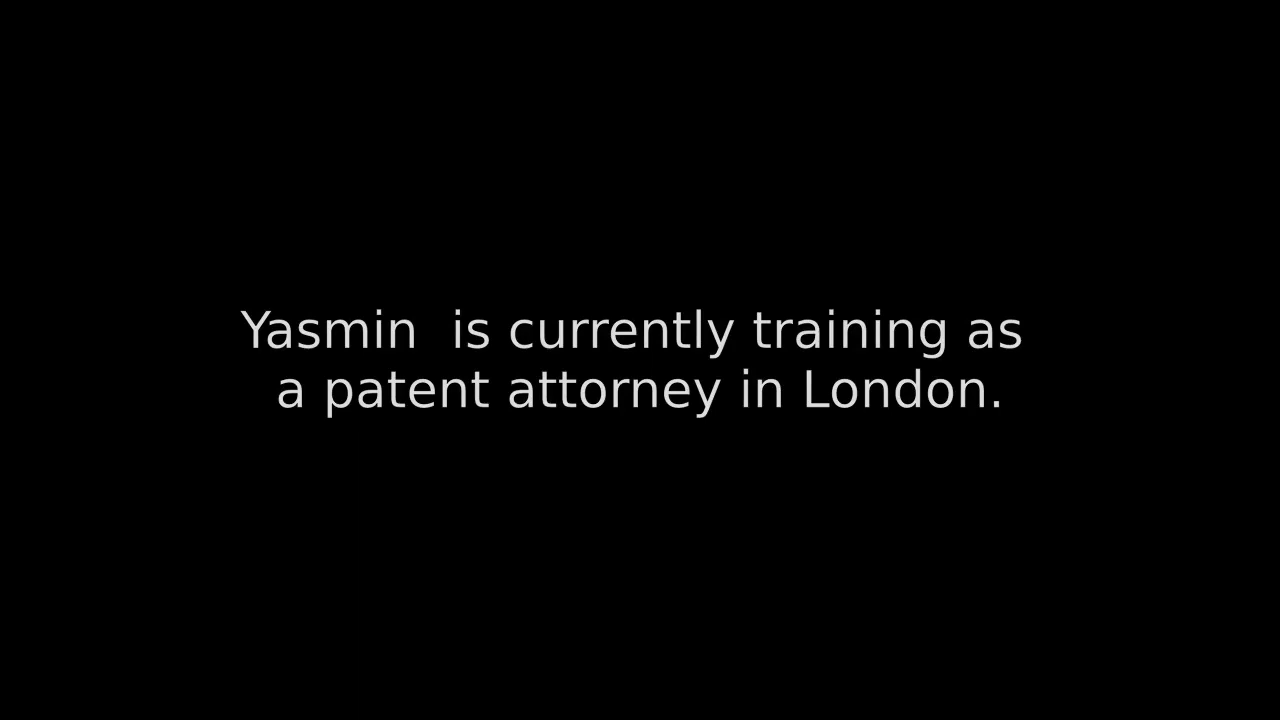 Yasmin  is currently training as
a patent attorney in London.